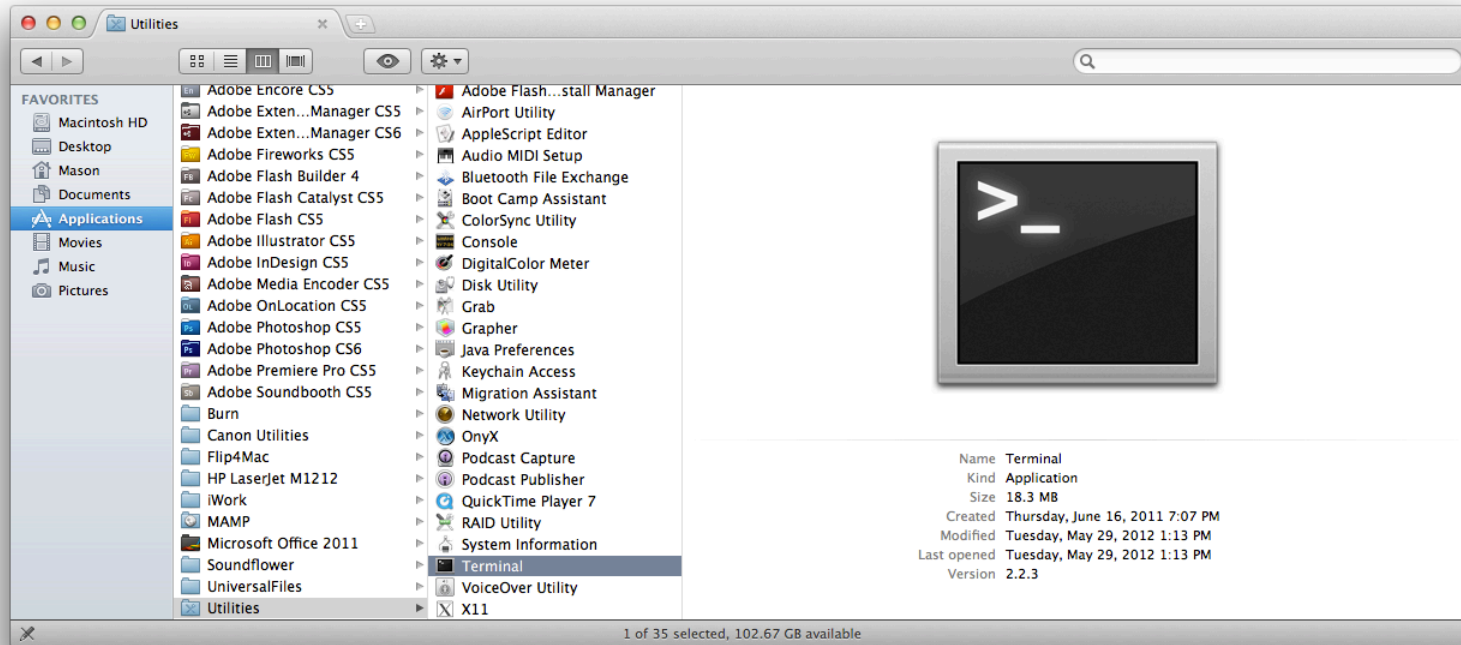 Utilities
FAVORITES
Macintosh HD
Desktop
Mason
Documents
Applications
Movies
Music
Pictures
Adobe Encore CS5
Adobe Exten...Manager CS5
Adobe Exten...Manager CS6
Adobe Fireworks CS5
Adobe Flash Builder 4
Adobe Flash Catalyst CS5
Adobe Flash CS5
Adobe Illustrator CS5
Adobe InDesign CS5
Adobe Media Encoder CS5
Adobe OnLocation CS5
Adobe Photoshop CS5
Adobe Photoshop CS6
Adobe Premiere Pro CS5
Adobe Soundbooth CS5
Burn
Canon Utilities
Flip4Mac
HP LaserJet M1212
iWork
MAMP
Microsoft Office 2011
Soundflower
UniversalFiles
Utilities
Adobe Flash...stall Manager
AirPort Utility
AppleScript Editor
Audio MIDI Setup
Bluetooth File Exchange
Boot Camp Assistant
ColorSync Utility
Console
DigitalColor Meter
Disk Utility
Grab
Grapher
Java Preferences
Keychain Access
Migration Assistant
Network Utility
OnyX
Podcast Capture
Podcast Publisher
QuickTime Player 7
RAID Utility
System Information
Terminal
VoiceOver Utility
X11
>_
Name Terminal
Kind Application
Size 18.3 MB
Created Thursday, June 16, 2011 7:07 PM
Modified Tuesday, May 29, 2012 1:13 PM
Last opened Tuesday, May 29, 2012 1:13 PM
Version 2.2.3
1 of 35 selected, 102.67 GB available